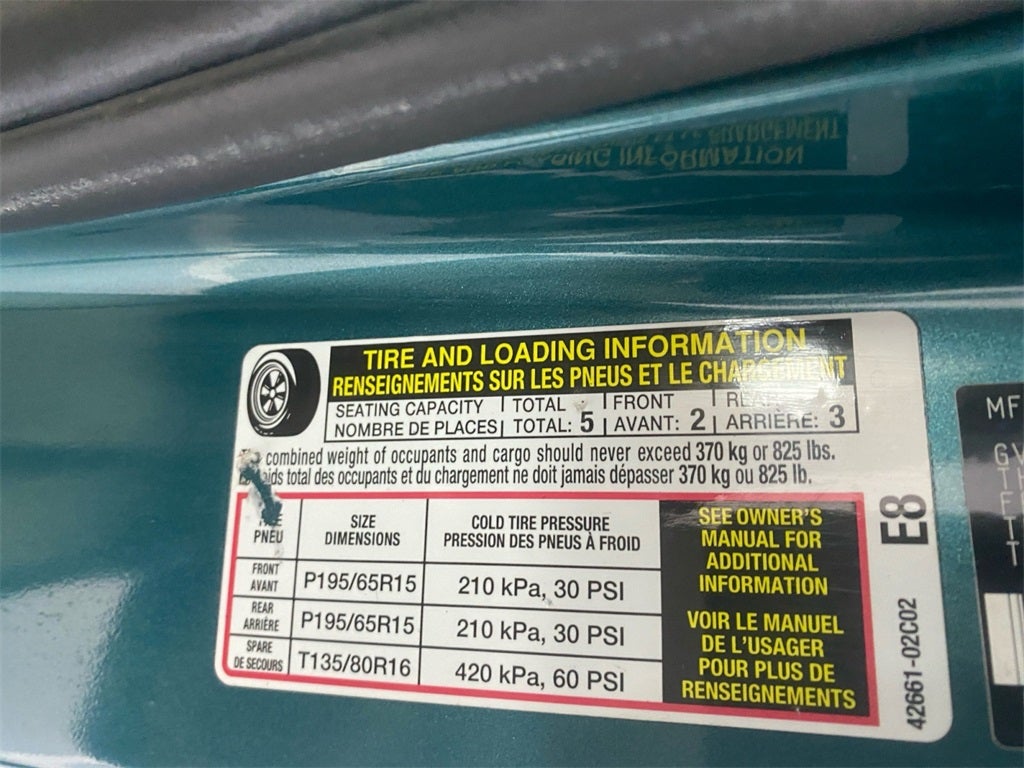 TIRE AND LOADING INFORMATION
RENSEIGNEMENTS SUR LES PNEUS ET LE CHARGEMENT
SEATING CAPACITY TOTAL FRONT REAR
NOMBRE DE PLACES TOTAL: 5 AVANT: 2 ARRIÈRE: 3
combined weight of occupants and cargo should never exceed 370 kg or 825 lbs.
total des occupants et du chargement ne doit jamais dépasser 370 kg ou 825 lb.
PNEU
SIZE
DIMENSIONS
COLD TIRE PRESSURE
PRESSION DES PNEUS À FROID
FRONT
AVANT
P195/65R15
210 kPa, 30 PSI
REAR
ARRIÈRE
P195/65R15
210 kPa, 30 PSI
SPARE
DE SECOURS
T135/80R16
420 kPa, 60 PSI
SEE OWNER'S
MANUAL FOR
ADDITIONAL
INFORMATION
VOIR LE MANUEL
DE L'USAGER
POUR PLUS DE
RENSEIGNEMENTS
E8
42661-02C02
MF